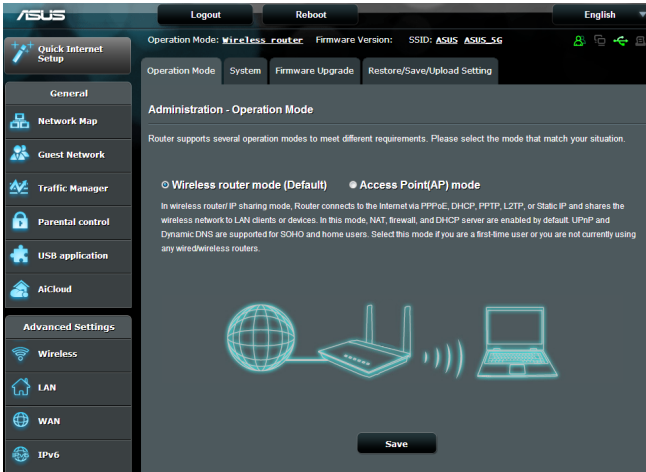 ASUS
Logout
Reboot
English
Quick Internet
Setup
Operation Mode: Wireless router Firmware Version: SSID: ASUS ASUS_5G
Operation Mode
System
Firmware Upgrade
Restore/Save/Upload Setting
General
Network Map
Guest Network
Traffic Manager
Parental control
USB application
AiCloud
Advanced Settings
Wireless
LAN
WAN
IPv6
Administration - Operation Mode
Router supports several operation modes to meet different requirements. Please select the mode that match your situation.
Wireless router mode (Default)
Access Point(AP) mode
In wireless router/ IP sharing mode, Router connects to the Internet via PPPoE, DHCP, PPTP, L2TP, or Static IP and shares the
wireless network to LAN clients or devices. In this mode, NAT, firewall, and DHCP server are enabled by default. UPnP and
Dynamic DNS are supported for SOHO and home users. Select this mode if you are a first-time user or you are not currently using
any wired/wireless routers.
Save